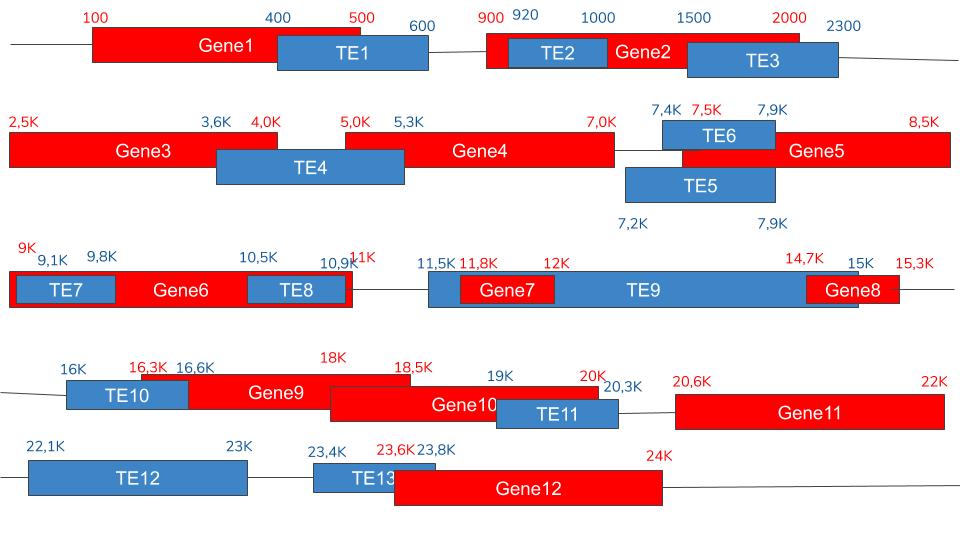 100 400 500 600 900 920 1000 1500 2000 2300
Gene1 TE1 TE2 Gene2 TE3
2,5K 3,6K 4,0K 5,0K 5,3K 7,0K 7,4K 7,5K 7,9K 8,5K
Gene3 TE4 Gene4 TE6 Gene5
TE5
7,2K 7,9K
9K 9,1K 9,8K 10,5K 10,9K 11K 11,5K 11,8K 12K 14,7K 15K 15,3K
TE7 Gene6 TE8 Gene7 TE9 Gene8
16K 16,3K 16,6K 18K 18,5K 19K 20K 20,3K 20,6K 22K
TE10 Gene9 Gene10 TE11 Gene11
22,1K 23K 23,4K 23,6K 23,8K 24K
TE12 TE13 Gene12